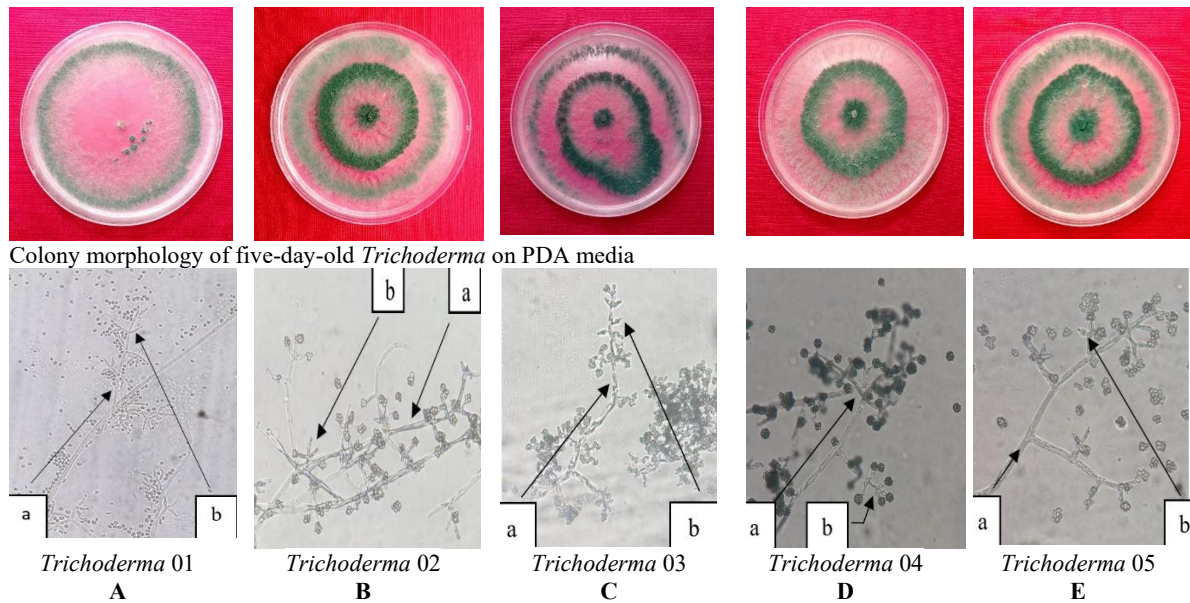 Colony morphology of five-day-old Trichoderma on PDA media
b a
a b
a b
a b
a b
Trichoderma 01 Trichoderma 02 Trichoderma 03 Trichoderma 04 Trichoderma 05
A B C D E